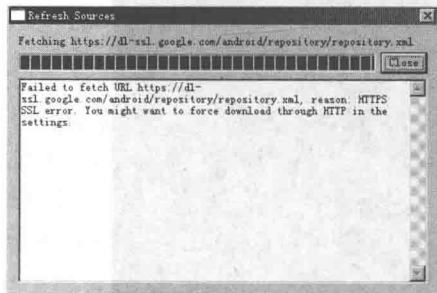 Refresh Sources
Fetching https://dl-ssl.google.com/android/repository/repository.xml
Close
Failed to fetch URL https://dl-
ssl.google.com/android/repository/repository.xml, reason: HTTPS
SSL error. You might want to force download through HTTP in the
settings.